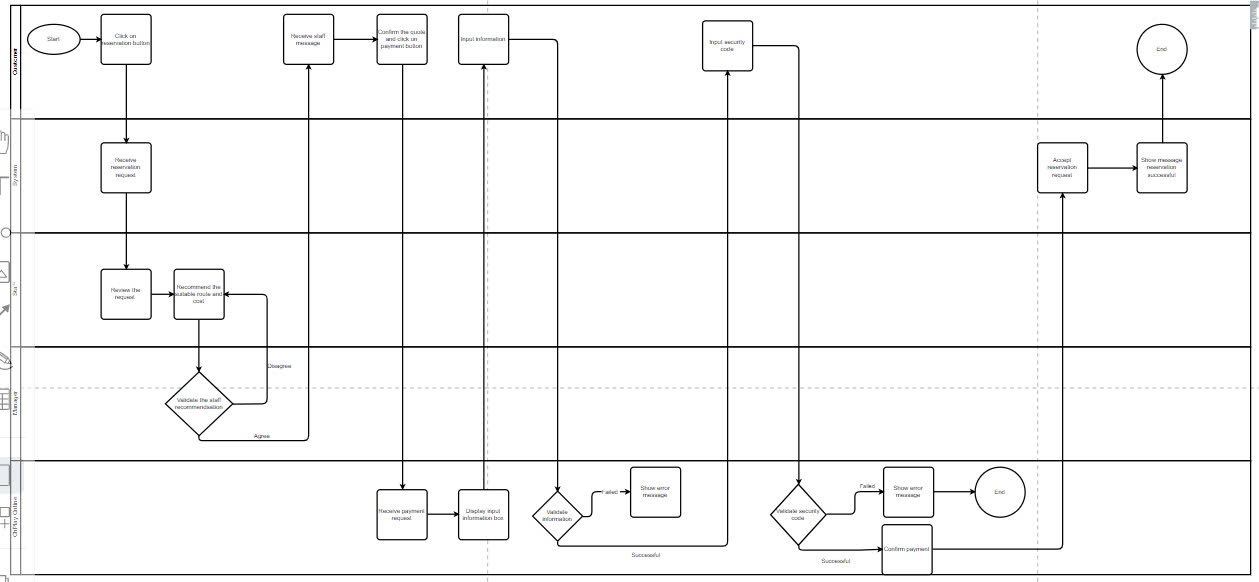 Customer
Start
Click on
reservation button
Receive staff
message
Confirm the quote
and click on
payment button
Input information
Input security
code
End
System
Receive
reservation
request
Accept
reservation
request
Show message
reservation
successful
Review the
request
Recommend the
suitable route and
cost
Manager
Disagree
Validate the staff
recommendation
Agree
Receive payment
request
Display input
information box
Validate
information
Failed
Show error
message
Successful
Validate security
code
Failed
Show error
message
End
Successful
Confirm payment